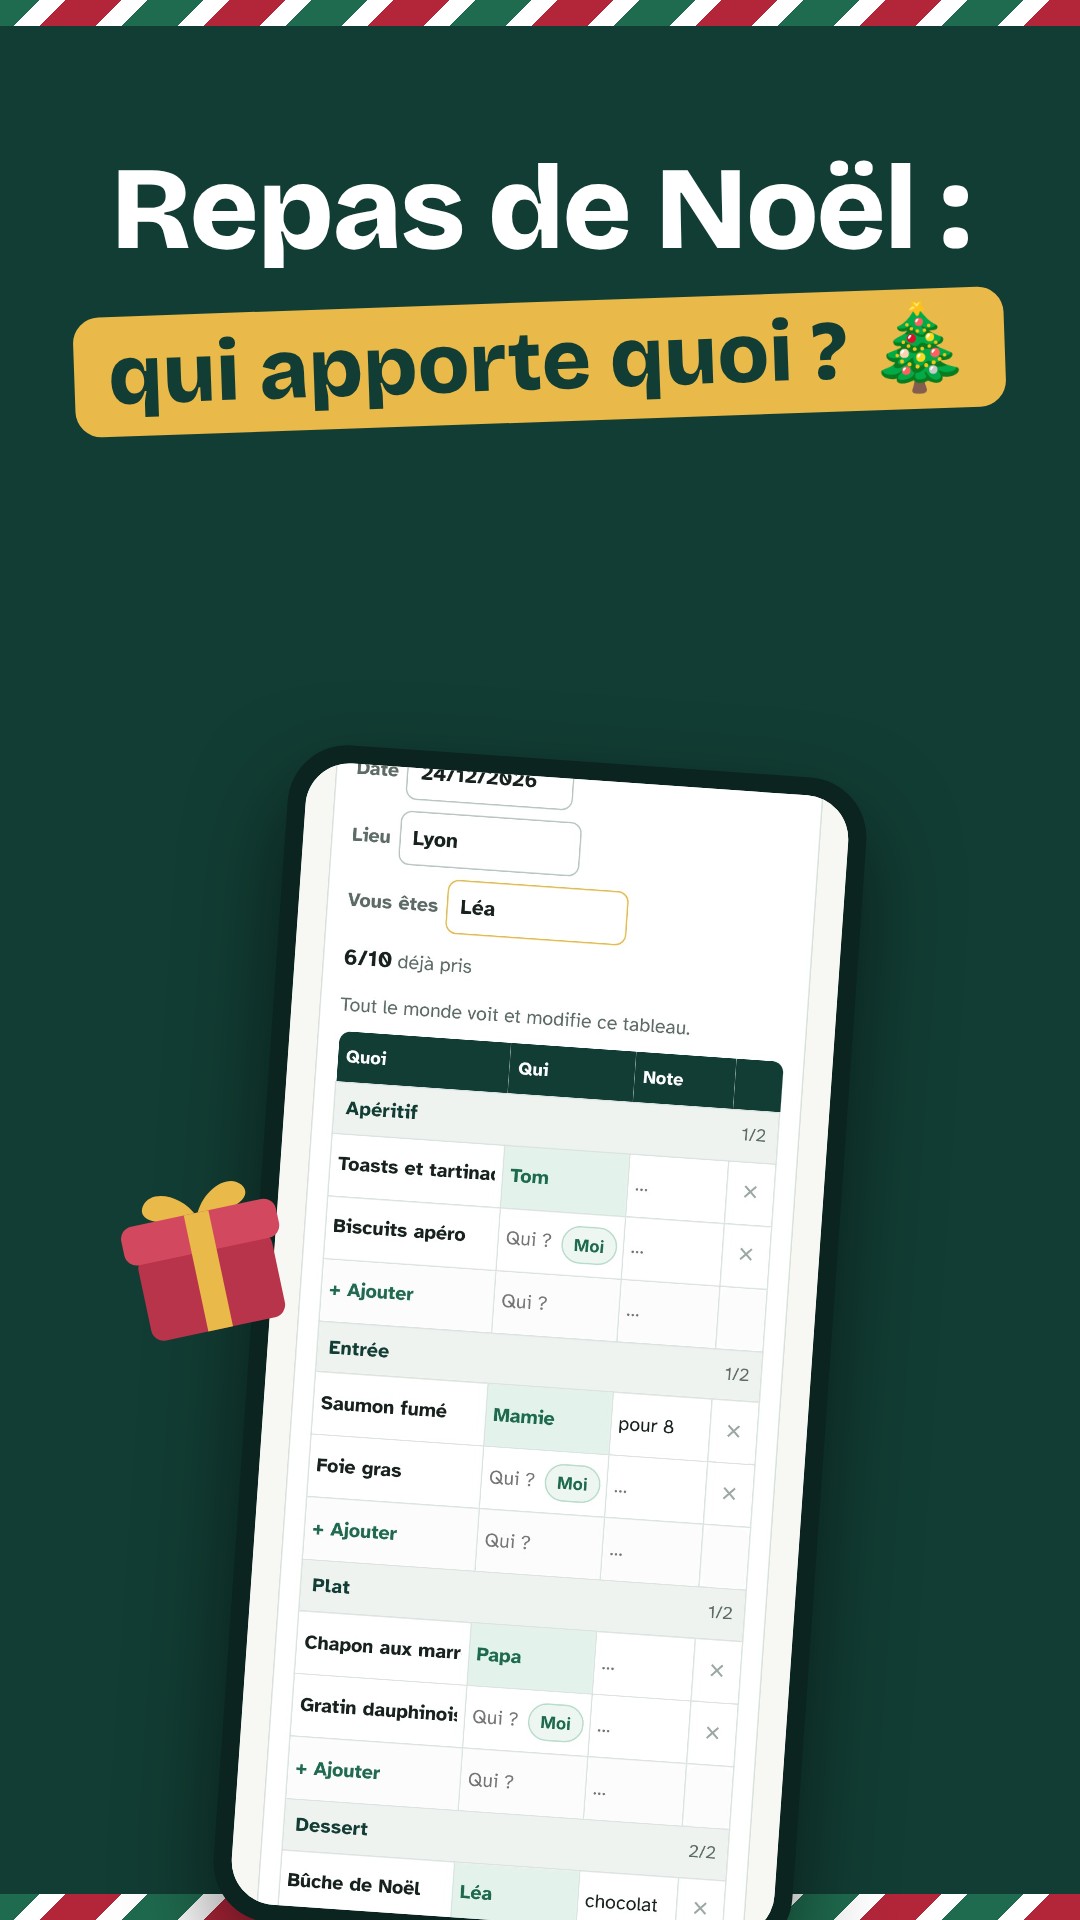 Repas de Noël :
qui apporte quoi ? 🎄
Date 24/12/2026
Lieu Lyon
Vous êtes Léa
6/10 déjà pris
Tout le monde voit et modifie ce tableau.
Quoi Qui Note
Apéritif 1/2
Toasts et tartinad Tom ... ×
Biscuits apéro Qui ? Moi ... ×
+ Ajouter Qui ? ...
Entrée 1/2
Saumon fumé Mamie pour 8 ×
Foie gras Qui ? Moi ... ×
+ Ajouter Qui ? ...
Plat 1/2
Chapon aux marr Papa ... ×
Gratin dauphinois Qui ? Moi ... ×
+ Ajouter Qui ? ...
Dessert 2/2
Bûche de Noël Léa chocolat ×